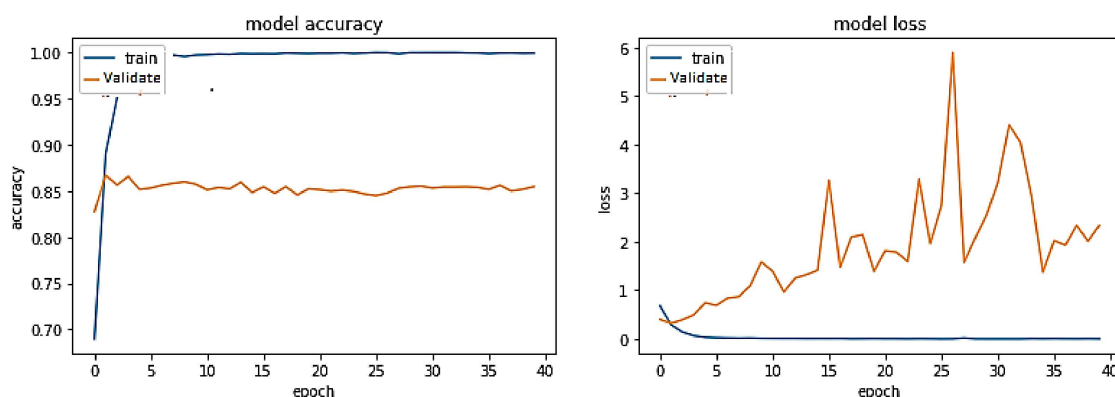 model accuracy
1.00
0.95
0.90
0.85
0.80
0.75
0.70
accuracy
train
Validate
0 5 10 15 20 25 30 35 40
epoch
model loss
6
5
4
3
2
1
0
loss
train
Validate
0 5 10 15 20 25 30 35 40
epoch